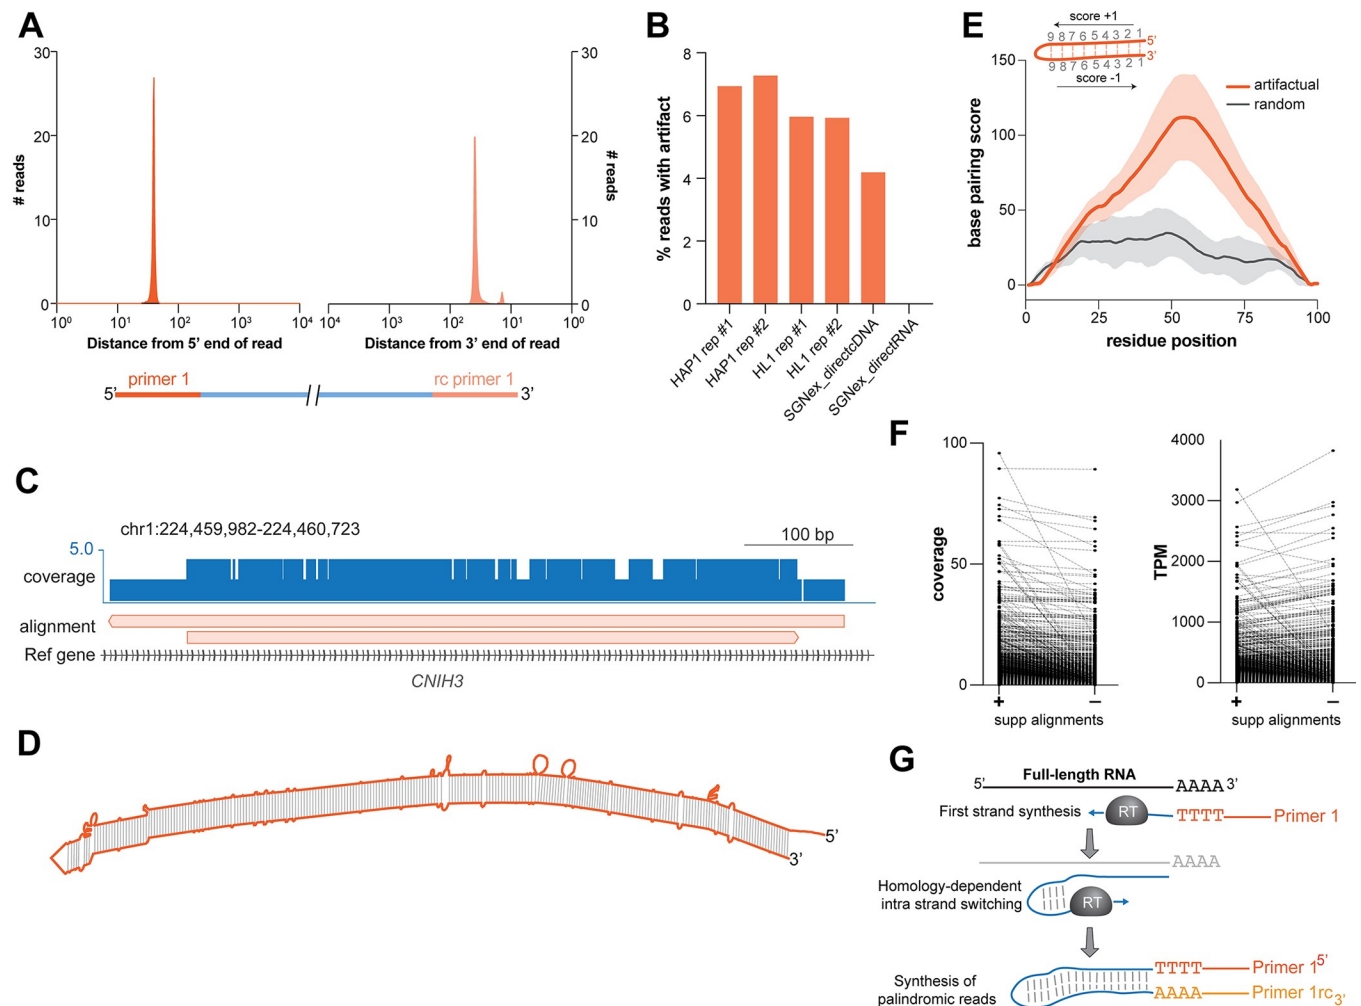 A
30
20
10
0
# reads
30
20
10
0
# reads
10⁰ 10¹ 10² 10³ 10⁴
10⁴ 10³ 10² 10¹ 10⁰
Distance from 5’ end of read
Distance from 3’ end of read
primer 1
rc primer 1
5’
3’
B
% reads with artifact
8
6
4
2
0
HAP1 rep #1
HAP1 rep #2
HL1 rep #1
HL1 rep #2
SGNex_directcDNA
SGNex_directRNA
E
score +1
9 8 7 6 5 4 3 2 1 5’
3’
9 8 7 6 5 4 3 2 1
score -1
artifactual
random
base pairing score
150
100
50
0
0 25 50 75 100
residue position
C
chr1:224,459,982-224,460,723
100 bp
5.0
coverage
alignment
Ref gene
CNIH3
F
coverage
100
50
0
+ –
supp alignments
TPM
4000
3000
2000
1000
0
+ –
supp alignments
D
5’
3’
G
Full-length RNA
5’ AAAA 3’
First strand synthesis RT TTTT Primer 1
AAAA
Homology-dependent
intra strand switching
RT
TTTT Primer 1 5’
Synthesis of
palindromic reads
AAAA Primer 1rc 3’